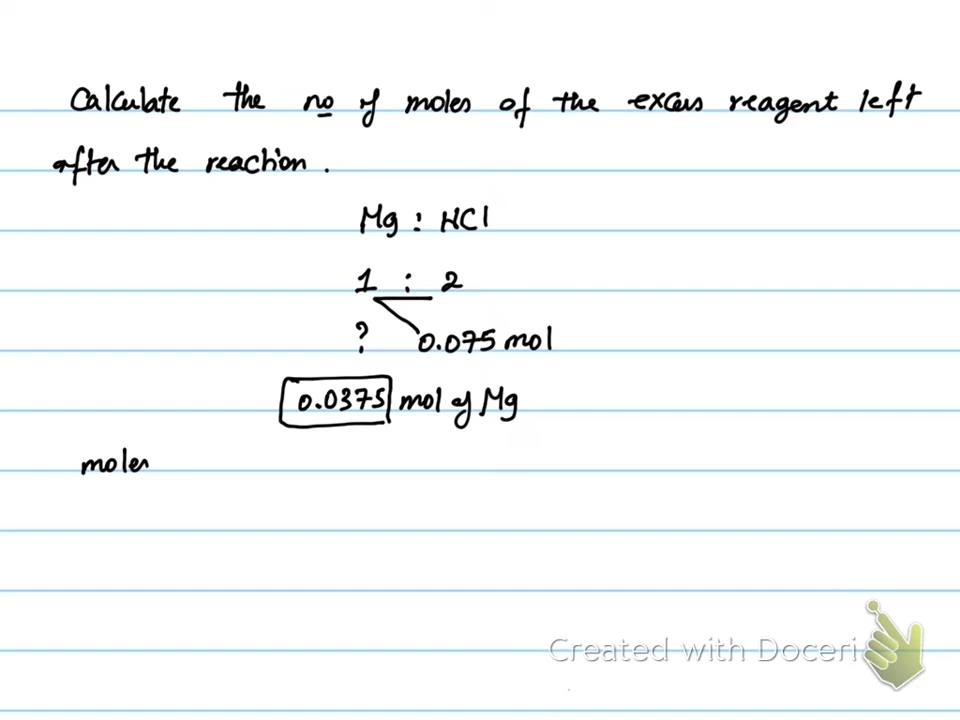 Calculate the no of moles of the excess reagent left
after the reaction.
Mg : HCl
1 : 2
? 0.075 mol
0.0375 mol of Mg
moles
Created with Doceri